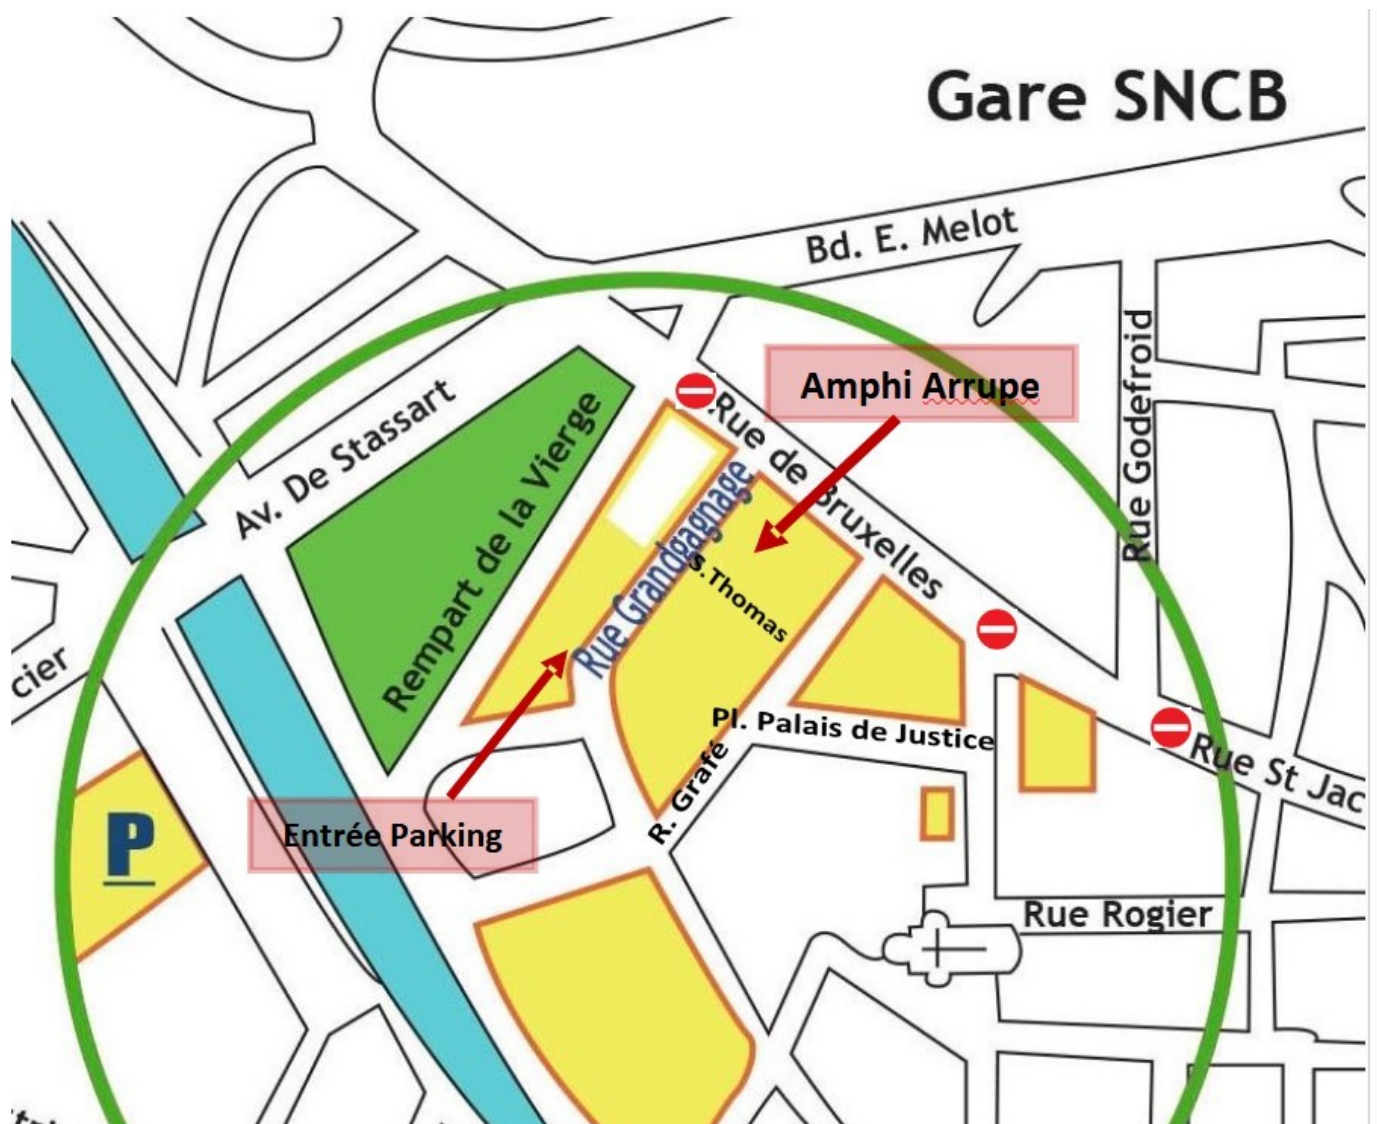 Gare SNCB
Bd. E. Melot
Rue Godefroid
Amphi Arrupe
Rue de Bruxelles
Av. De Stassart
Rempart de la Vierge
Rue Grandgagnage
S.Thomas
cier
Pl. Palais de Justice
R. Grafé
Rue St Jac
Entrée Parking
P
Rue Rogier